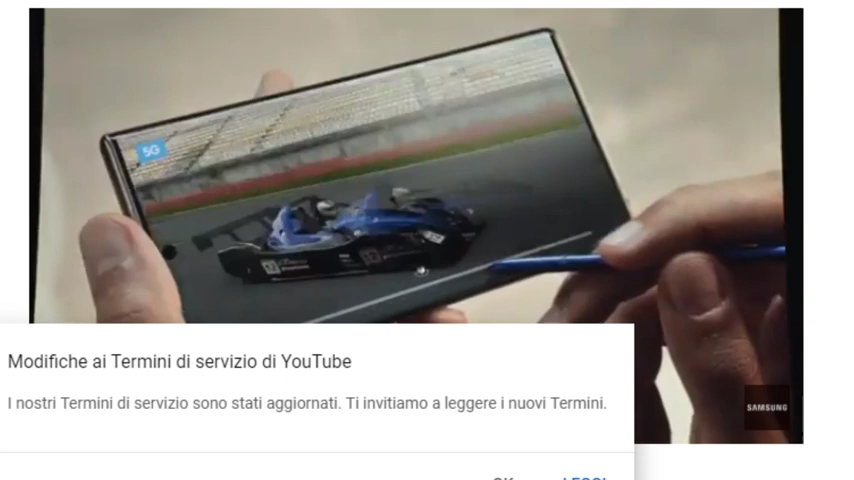 5G
SAMSUNG
Modifiche ai Termini di servizio di YouTube
I nostri Termini di servizio sono stati aggiornati. Ti invitiamo a leggere i nuovi Termini.